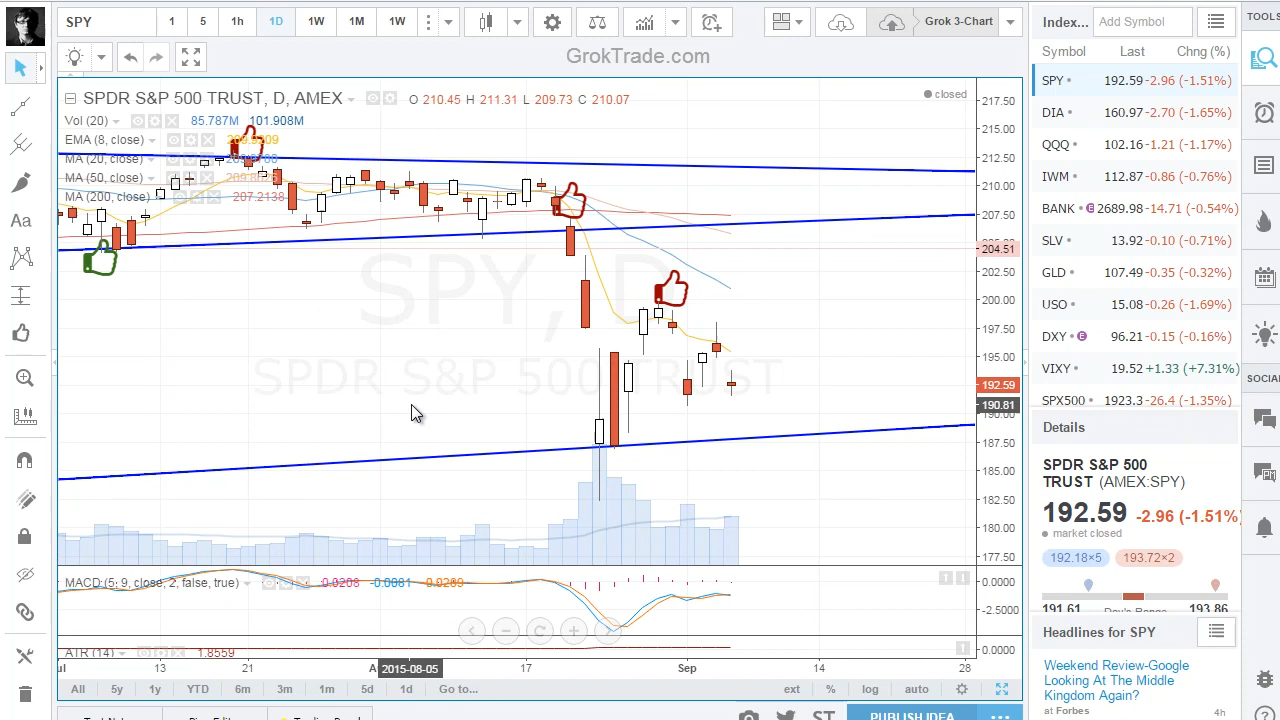 SPY 1 5 1h 1D 1W 1M 1W Grok 3-Chart
GrokTrade.com
SPDR S&P 500 TRUST, D, AMEX O 210.45 H 211.31 L 209.73 C 210.07
closed
Vol (20) 85.787M 101.908M
EMA (8, close)
MA (20, close)
MA (50, close)
MA (200, close) 207.2138
SPY, D
SPDR S&P 500 TRUST
217.50
215.00
212.50
210.00
207.50
204.51
202.50
200.00
197.50
195.00
192.59
190.81
187.50
185.00
182.50
180.00
177.50
MACD (5, 9, close, 2, false, true) -0.0081
0.0000
-2.5000
ATR (14) 1.8559
0.0000
13 21 2015-08-05 17 Sep 14 28
All 5y 1y YTD 6m 3m 1m 5d 1d Go to... ext % log auto
PUBLISH IDEA
Index... Add Symbol
Symbol Last Chng (%)
SPY 192.59 -2.96 (-1.51%)
DIA 160.97 -2.70 (-1.65%)
QQQ 102.16 -1.21 (-1.17%)
IWM 112.87 -0.86 (-0.76%)
BANK E 2689.98 -14.71 (-0.54%)
SLV 13.92 -0.10 (-0.71%)
GLD -0.35 (-0.32%)
USO -0.26 (-1.69%)
DXY E 96.21 -0.15 (-0.16%)
VIXY 19.52 +1.33 (+7.31%)
SPX500 1923.3 -26.4 (-1.35%)
Details
SPDR S&P 500
TRUST (AMEX:SPY)
192.59 -2.96 (-1.51%)
market closed
192.18×5 193.72×2
191.61 Day's Range 193.86
Headlines for SPY
Weekend Review-Google
Looking At The Middle
Kingdom Again?
at Forbes 4h
TOOLS
SOCIAL